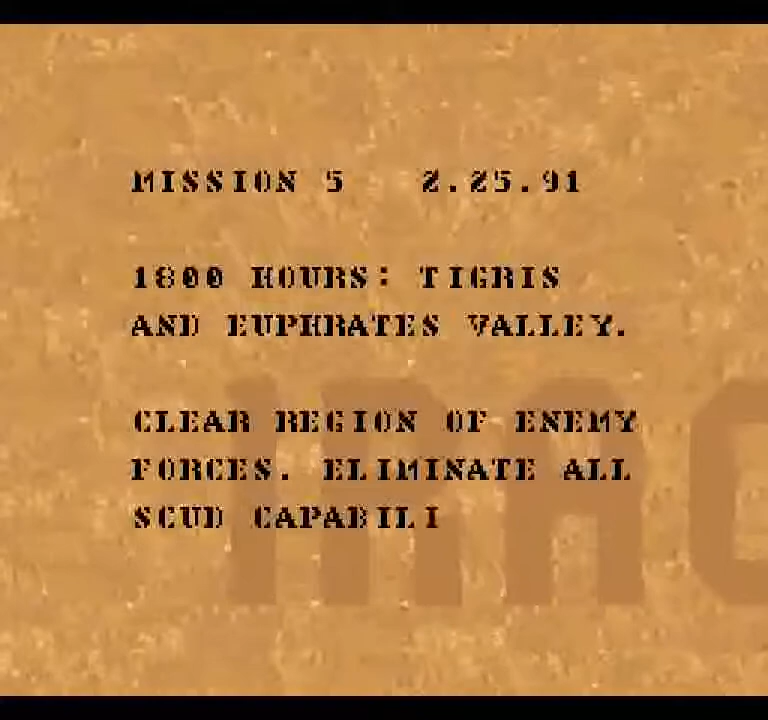 MISSION 5 2.25.91
1800 HOURS: TIGRIS
AND EUPHRATES VALLEY.
CLEAR REGION OF ENEMY
FORCES. ELIMINATE ALL
SCUD CAPABILI
IRAQ